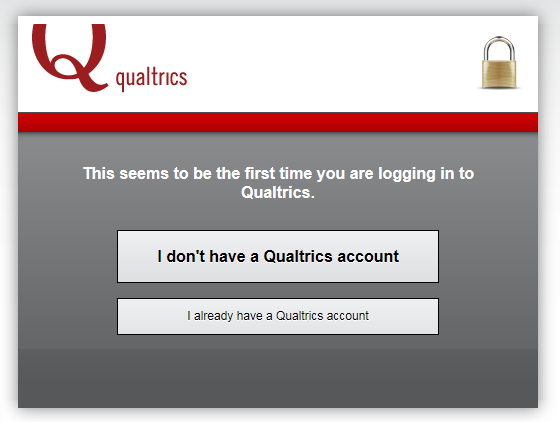 qualtrics
This seems to be the first time you are logging in to
Qualtrics.
I don't have a Qualtrics account
I already have a Qualtrics account